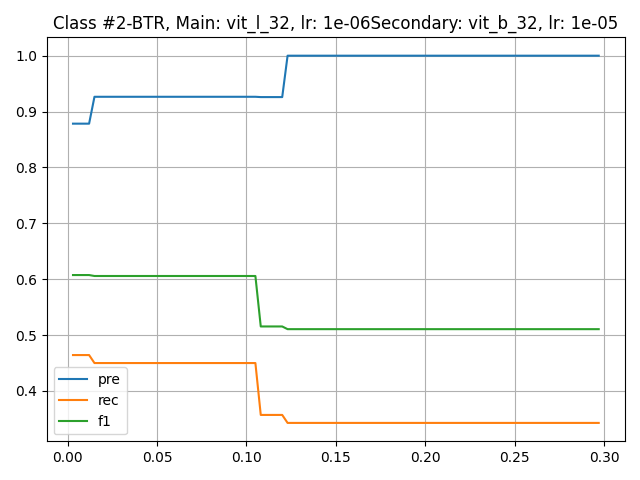 Class #2-BTR, Main: vit_l_32, lr: 1e-06Secondary: vit_b_32, lr: 1e-05
1.0
0.9
0.8
0.7
0.6
0.5
0.4
pre
rec
f1
0.00 0.05 0.10 0.15 0.20 0.25 0.30